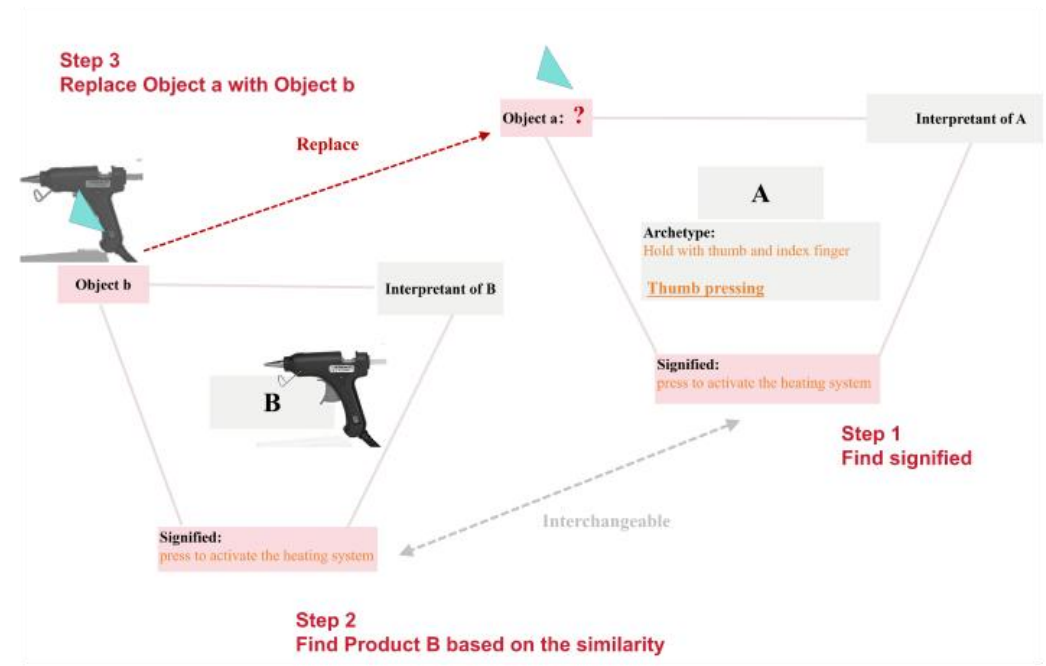 Step 3
Replace Object a with Object b
Object a: ?
Interpretant of A
Replace
A
Archetype:
Hold with thumb and index finger
Thumb pressing
Object b
Interpretant of B
B
Signified:
press to activate the heating system
Step 1
Find signified
Interchangeable
Signified:
press to activate the heating system
Step 2
Find Product B based on the similarity